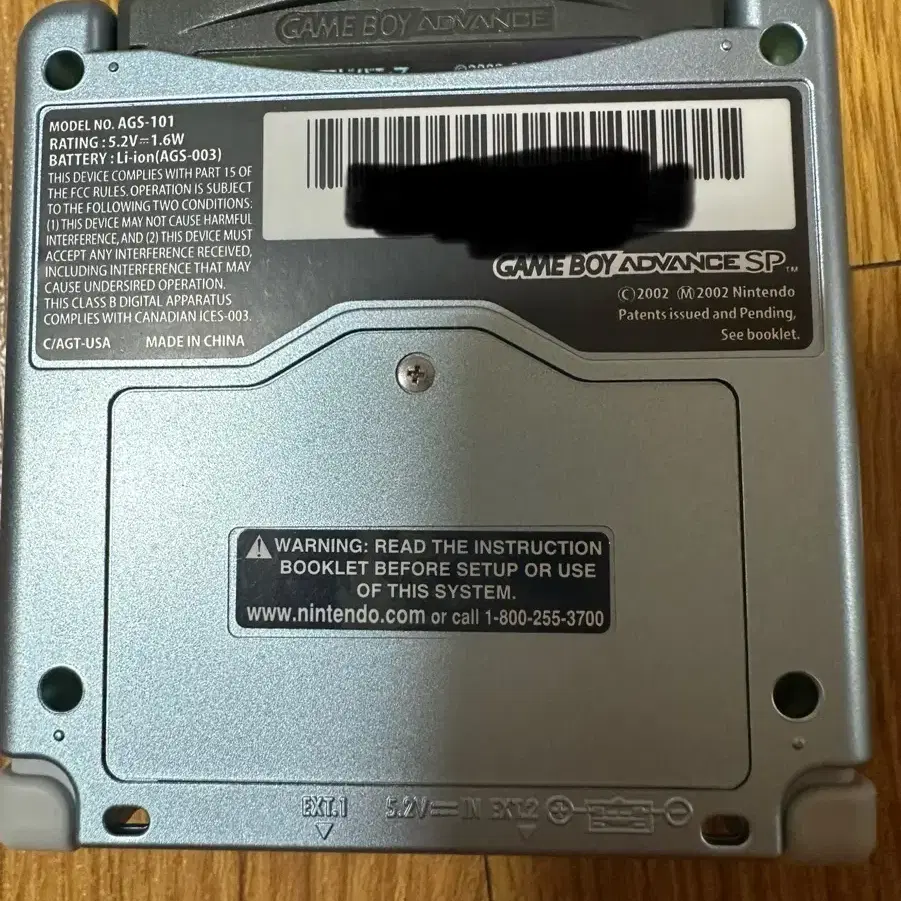 GAME BOY ADVANCE
MODEL NO. AGS-101
RATING : 5.2V⎓1.6W
BATTERY : Li-ion(AGS-003)
THIS DEVICE COMPLIES WITH PART 15 OF
THE FCC RULES. OPERATION IS SUBJECT
TO THE FOLLOWING TWO CONDITIONS:
(1) THIS DEVICE MAY NOT CAUSE HARMFUL
INTERFERENCE, AND (2) THIS DEVICE MUST
ACCEPT ANY INTERFERENCE RECEIVED,
INCLUDING INTERFERENCE THAT MAY
CAUSE UNDERSIRED OPERATION.
THIS CLASS B DIGITAL APPARATUS
COMPLIES WITH CANADIAN ICES-003.
C/AGT-USA MADE IN CHINA
GAME BOY ADVANCE SP™
Ⓒ2002 Ⓜ2002 Nintendo
Patents issued and Pending,
See booklet.
WARNING: READ THE INSTRUCTION
BOOKLET BEFORE SETUP OR USE
OF THIS SYSTEM.
www.nintendo.com or call 1-800-255-3700
EXT.1 5.2V⎓IN EXT.2